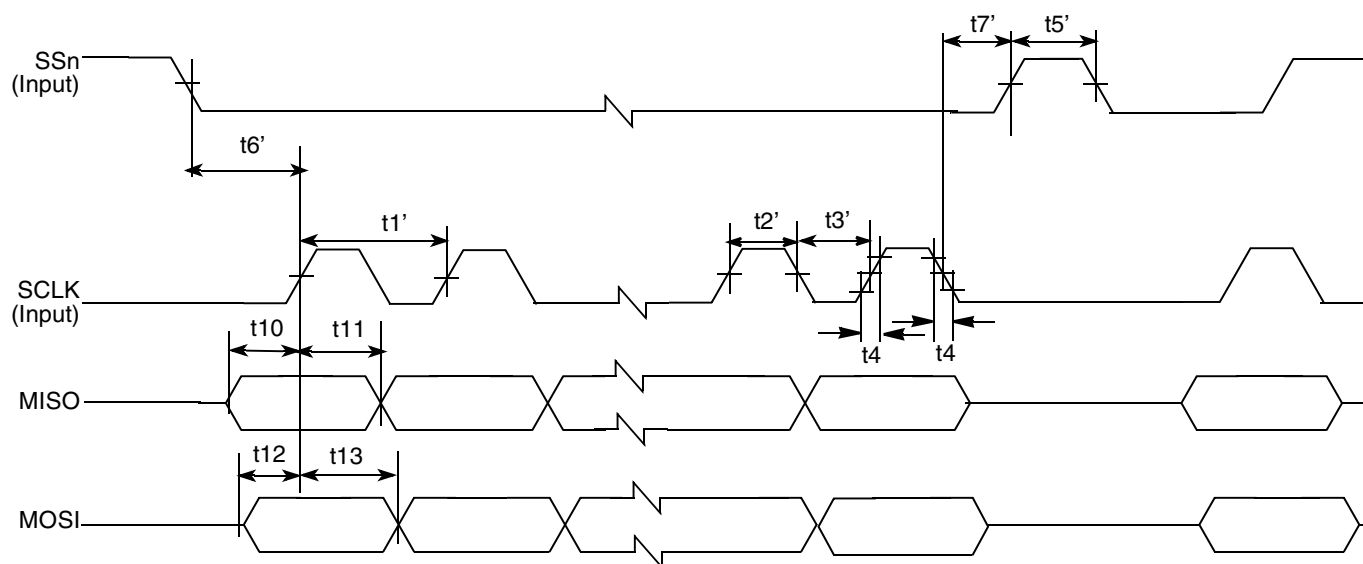 SSn
(Input)
t7’
t5’
t6’
t1’
t2’
t3’
SCLK
(Input)
t10
t11
t4
t4
MISO
t12
t13
MOSI